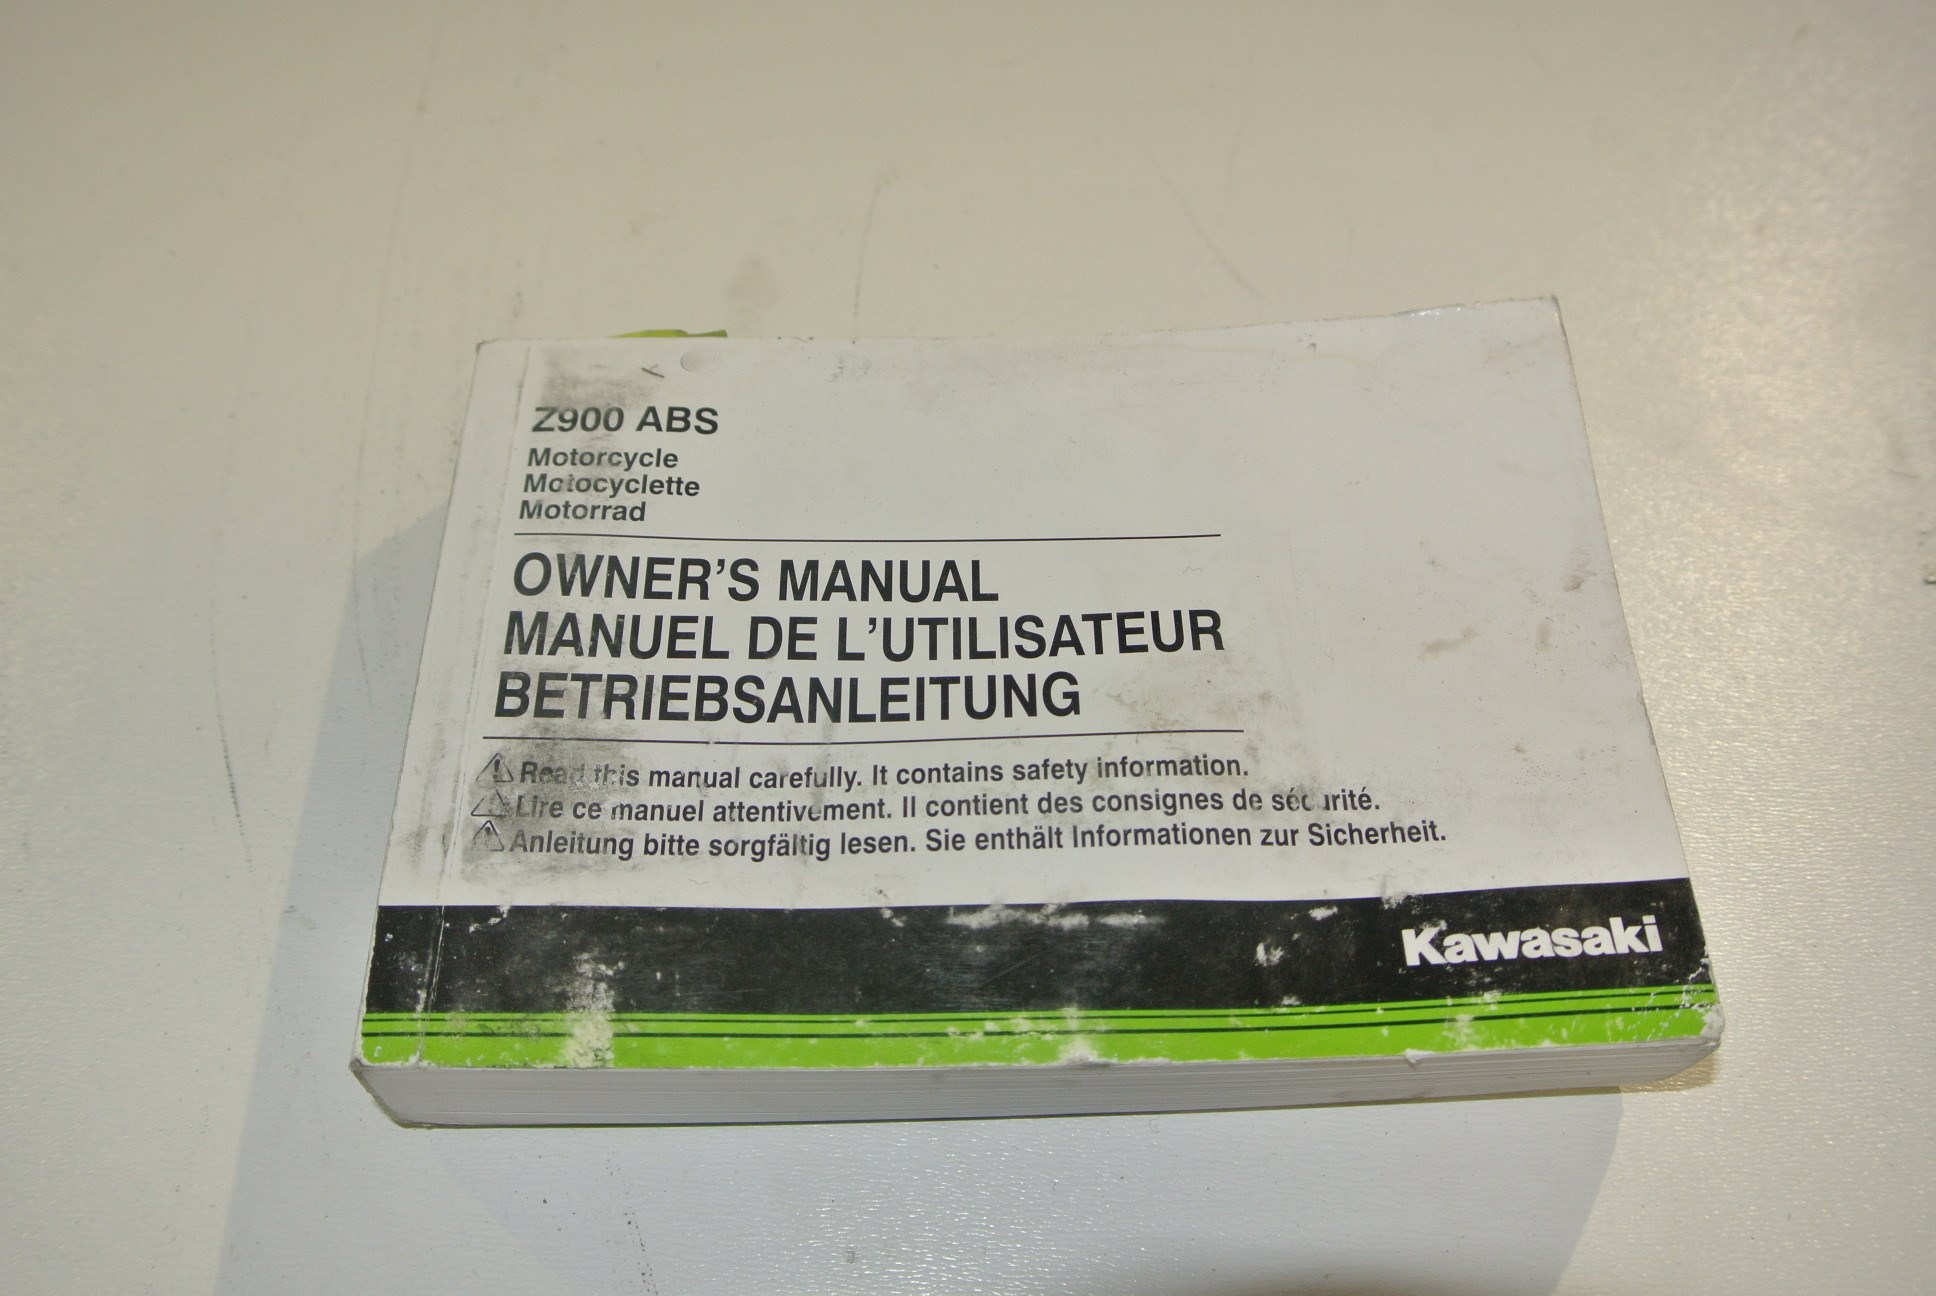 Z900 ABS
Motorcycle
Motocyclette
Motorrad
OWNER'S MANUAL
MANUEL DE L'UTILISATEUR
BETRIEBSANLEITUNG
Read this manual carefully. It contains safety information.
Lire ce manuel attentivement. Il contient des consignes de sécurité.
Anleitung bitte sorgfältig lesen. Sie enthält Informationen zur Sicherheit.
Kawasaki